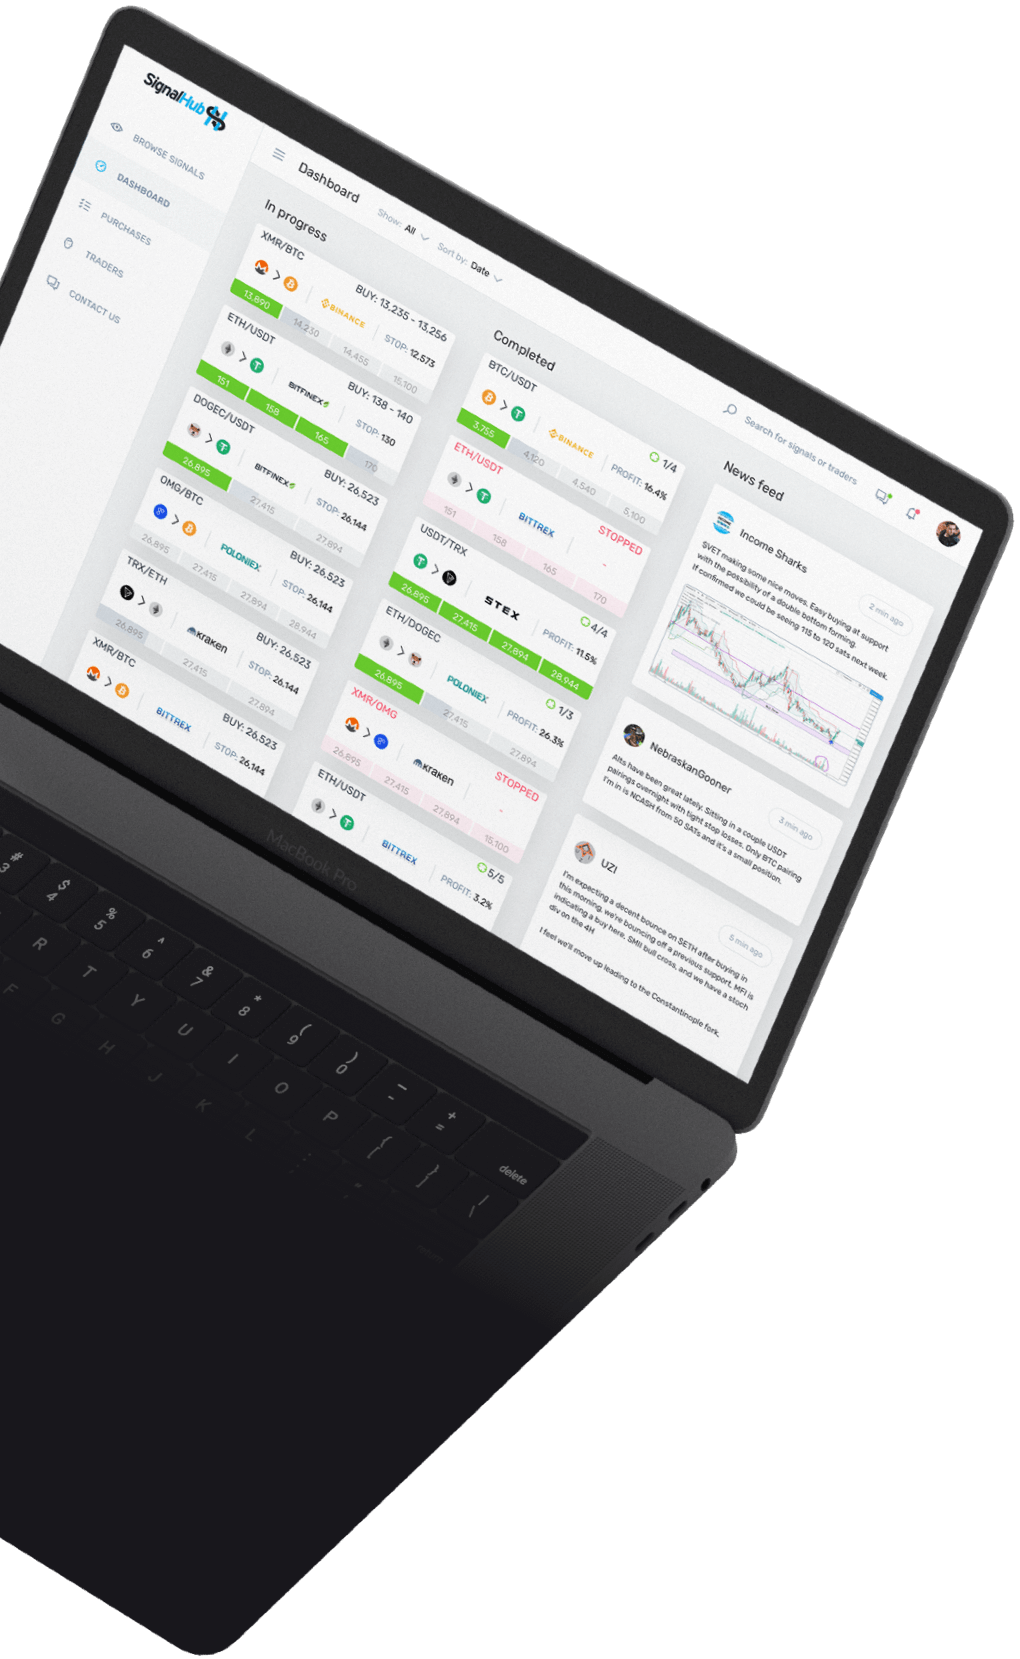 SignalHub
BROWSE SIGNALS
DASHBOARD
PURCHASES
TRADERS
CONTACT US
Dashboard
Show: All
Sort by: Date
Search for signals or traders
In progress
XMR/BTC
BINANCE
BUY: 13.235 - 13.256
STOP: 12.573
13,890
14,230
14,455
15,100
ETH/USDT
BITFINEX
BUY: 138 - 140
STOP: 130
151
158
165
170
DOGEC/USDT
BITFINEX
BUY: 26,523
STOP: 26,144
26,895
27,415
27,894
OMG/BTC
POLONIEX
BUY: 26,523
STOP: 26,144
26,895
27,415
27,894
28,944
TRX/ETH
Kraken
BUY: 26,523
STOP: 26,144
26,895
27,415
27,894
XMR/BTC
BITTREX
BUY: 26,523
STOP: 26,144
Completed
BTC/USDT
BINANCE
1/4
PROFIT: 16.4%
3,755
4,120
4,540
5,100
ETH/USDT
BITTREX
STOPPED
-
151
158
165
170
USDT/TRX
STEX
4/4
PROFIT: 11.5%
26,895
27,415
27,894
28,944
ETH/DOGEC
POLONIEX
1/3
PROFIT: 26.3%
26,895
27,415
27,894
XMR/OMG
Kraken
STOPPED
-
26,895
27,415
27,894
15,100
ETH/USDT
BITTREX
5/5
PROFIT: 3.2%
News feed
Income Sharks
2 min ago
$VET making some nice moves. Easy buying at support
with the possibility of a double bottom forming.
If confirmed we could be seeing 115 to 120 sats next week.
NebraskanGooner
3 min ago
Alts have been great lately. Sitting in a couple USDT
pairings overnight with tight stop losses. Only BTC pairing
I'm in is NCASH from 50 SATs and it's a small position.
UZI
5 min ago
I'm expecting a decent bounce on $ETH after buying in
this morning, we're bouncing off a previous support. MFI is
indicating a buy here. SMII bull cross, and we have a stoch
div on the 4H
I feel we'll move up leading to the Constantinople fork.
MacBook Pro
#
3
$
4
%
5
^
6
&
7
*
8
(
9
)
0
_
-
+
=
delete
R
T
Y
U
I
O
P
{
[
}
]
|
\
F
G
H
J
K
L